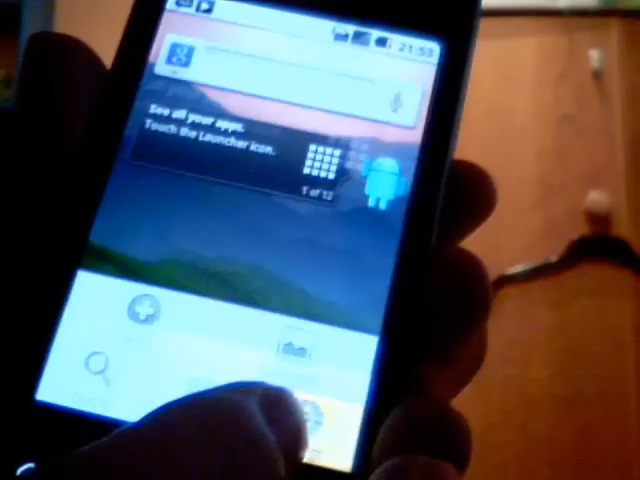 21:53
g
See all your apps.
Touch the Launcher icon.
1 of 12